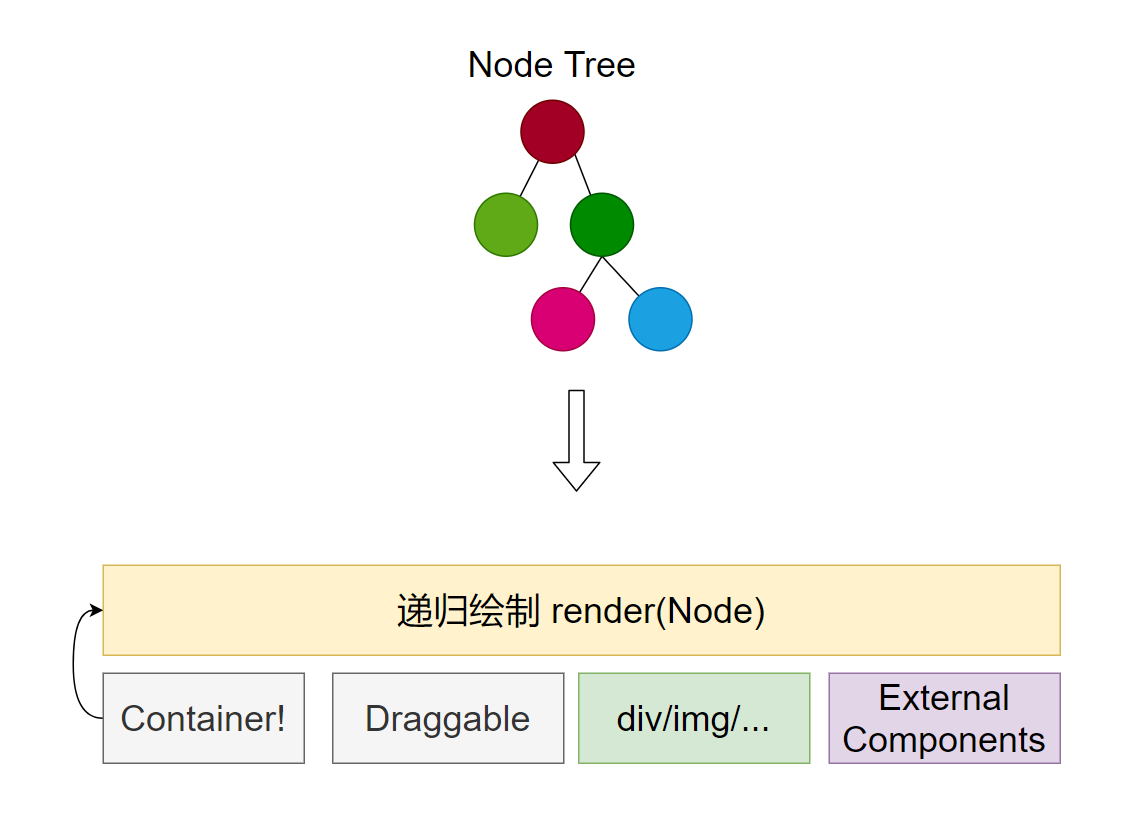 Node Tree
递归绘制 render(Node)
Container!
Draggable
div/img/...
External
Components